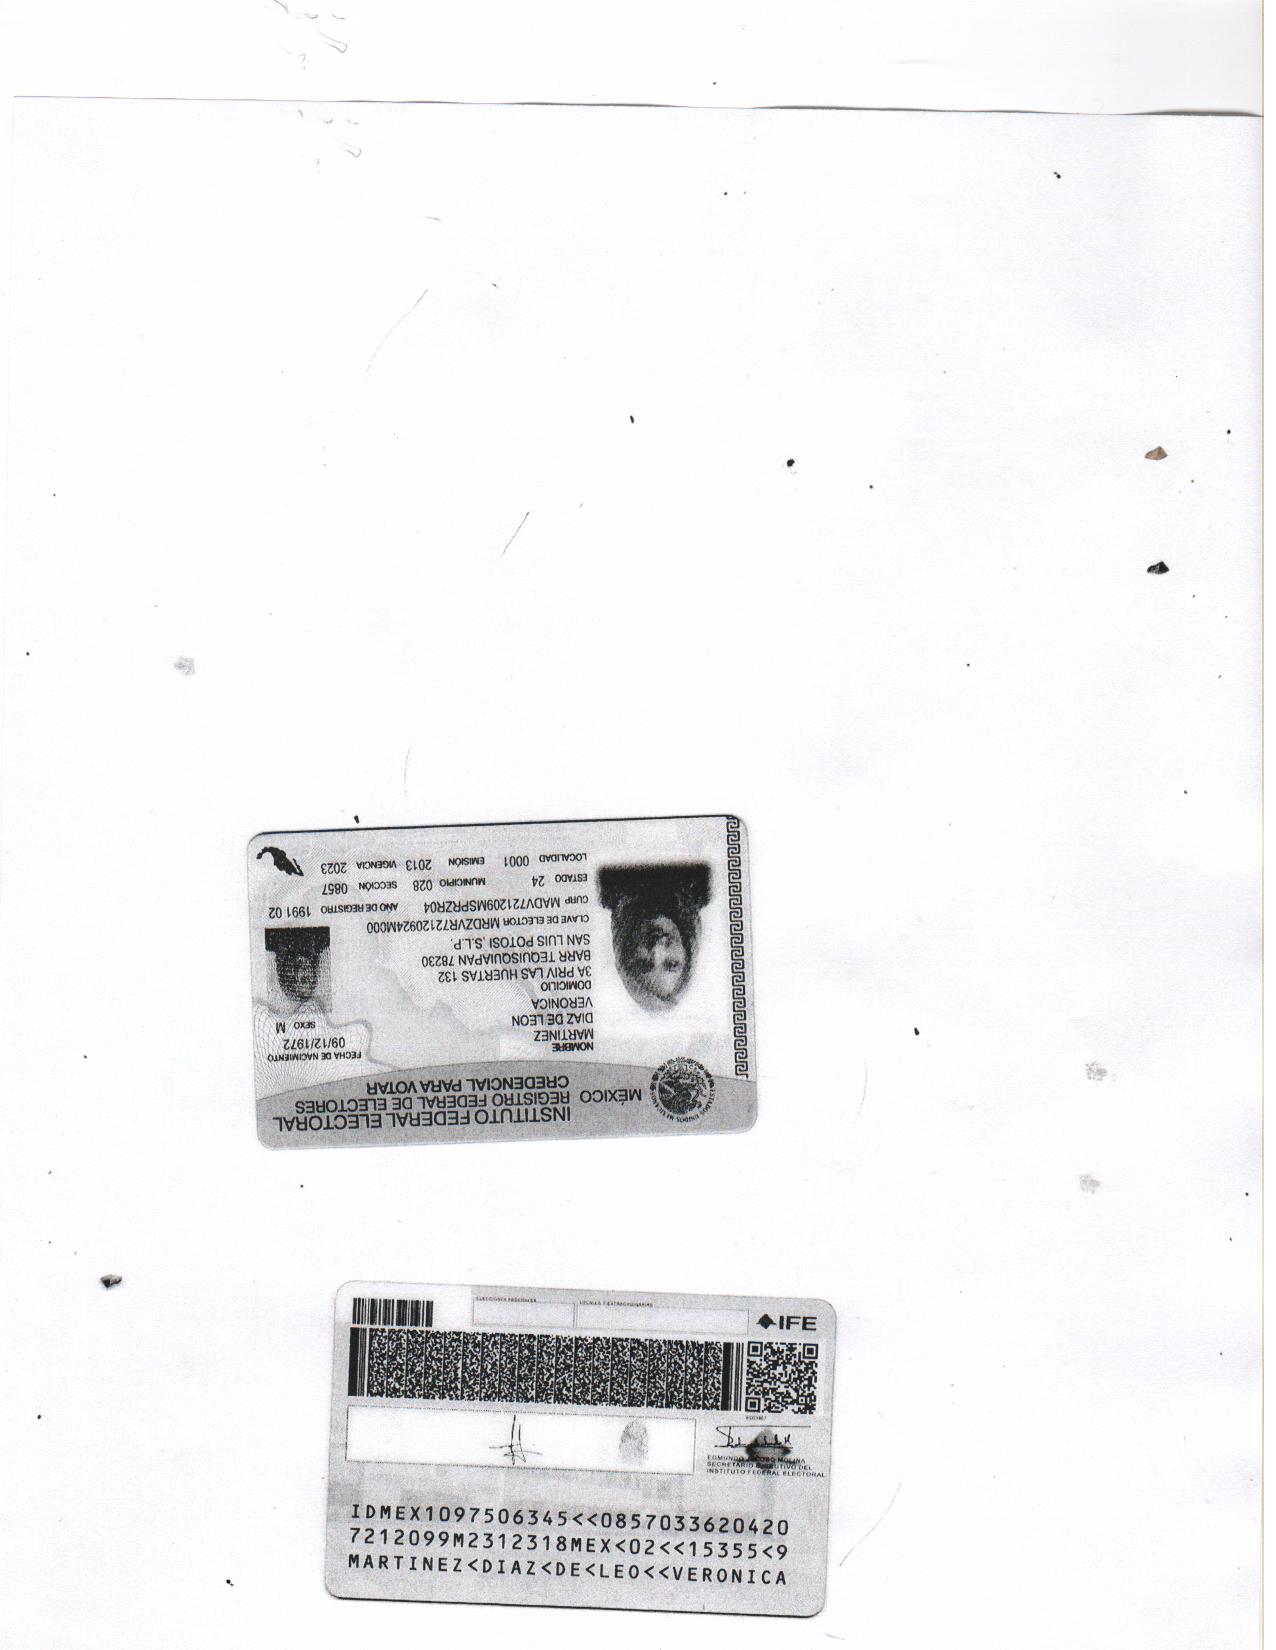 INSTITUTO FEDERAL ELECTORAL
MÉXICO REGISTRO FEDERAL DE ELECTORES
CREDENCIAL PARA VOTAR
ESTADOS UNIDOS MEXICANOS
NOMBRE
MARTINEZ
DIAZ DE LEON
VERONICA
FECHA DE NACIMIENTO
09/12/1972
SEXO M
DOMICILIO
3A PRIV LAS HUERTAS 132
BARR TEQUISQUIAPAN 78230
SAN LUIS POTOSI ,S.L.P.
CLAVE DE ELECTOR MRDZVR72120924M000
CURP MADV721209MSPRZR04 AÑO DE REGISTRO 1991 02
ESTADO 24 MUNICIPIO 028 SECCIÓN 0857
LOCALIDAD 0001 EMISIÓN 2013 VIGENCIA 2023
ELECCIONES FEDERALES LOCALES Y EXTRAORDINARIAS
IFE
EDMUNDO JACOBO MOLINA
SECRETARIO EJECUTIVO DEL
INSTITUTO FEDERAL ELECTORAL
IDMEX1097506345<<0857033620420
7212099M2312318MEX<02<<15355<9
MARTINEZ<DIAZ<DE<LEO<<VERONICA